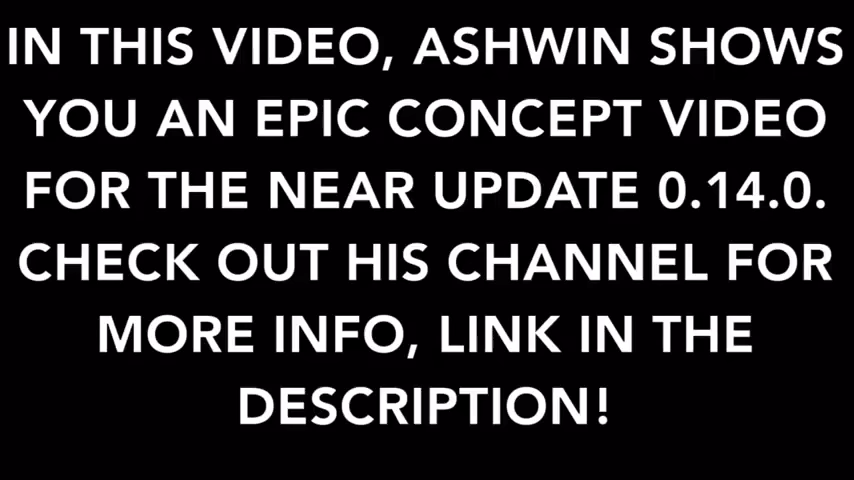 IN THIS VIDEO, ASHWIN SHOWS
YOU AN EPIC CONCEPT VIDEO
FOR THE NEAR UPDATE 0.14.0.
CHECK OUT HIS CHANNEL FOR
MORE INFO, LINK IN THE
DESCRIPTION!